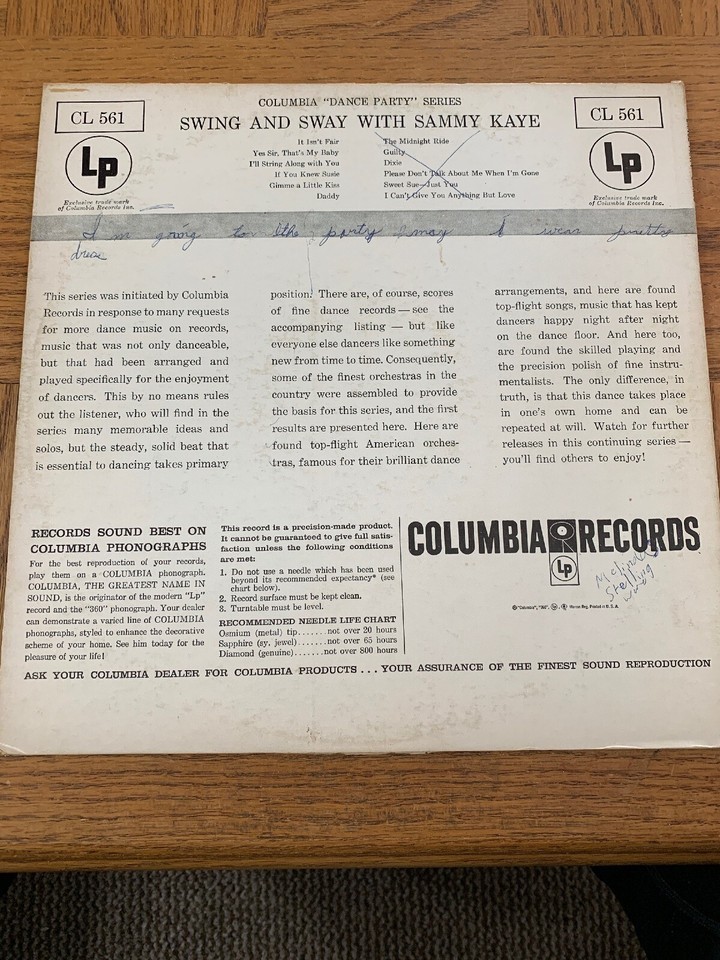 COLUMBIA "DANCE PARTY" SERIES
CL 561
SWING AND SWAY WITH SAMMY KAYE
CL 561
Lp
Exclusive trade mark
of Columbia Records Inc.
It Isn't Fair
Yes Sir, That's My Baby
I'll String Along with You
If You Knew Susie
Gimme a Little Kiss
Daddy
The Midnight Ride
Guilty
Dixie
Please Don't Talk About Me When I'm Gone
Sweet Sue—Just You
I Can't Give You Anything But Love
Lp
Exclusive trade mark
of Columbia Records Inc.
I m going to the party I may I wear pretty
This series was initiated by Columbia
Records in response to many requests
for more dance music on records,
music that was not only danceable,
but that had been arranged and
played specifically for the enjoyment
of dancers. This by no means rules
out the listener, who will find in the
series many memorable ideas and
solos, but the steady, solid beat that
is essential to dancing takes primary
position. There are, of course, scores
of fine dance records — see the
accompanying listing — but like
everyone else dancers like something
new from time to time. Consequently,
some of the finest orchestras in the
country were assembled to provide
the basis for this series, and the first
results are presented here. Here are
found top-flight American orches-
tras, famous for their brilliant dance
arrangements, and here are found
top-flight songs, music that has kept
dancers happy night after night
on the dance floor. And here too,
are found the skilled playing and
the precision polish of fine instru-
mentalists. The only difference, in
truth, is that this dance takes place
in one's own home and can be
repeated at will. Watch for further
releases in this continuing series —
you'll find others to enjoy!
RECORDS SOUND BEST ON
COLUMBIA PHONOGRAPHS
For the best reproduction of your records,
play them on a COLUMBIA phonograph.
COLUMBIA, THE GREATEST NAME IN
SOUND, is the originator of the modern "Lp"
record and the "360" phonograph. Your dealer
can demonstrate a varied line of COLUMBIA
phonographs, styled to enhance the decorative
scheme of your home. See him today for the
pleasure of your life!
This record is a precision-made product.
It cannot be guaranteed to give full satis-
faction unless the following conditions
are met:
1. Do not use a needle which has been used
beyond its recommended expectancy* (see
chart below).
2. Record surface must be kept clean.
3. Turntable must be level.
RECOMMENDED NEEDLE LIFE CHART
Osmium (metal) tip.......not over 20 hours
Sapphire (sy. jewel).......not over 65 hours
Diamond (genuine).......not over 800 hours
COLUMBIA RECORDS
Lp
Sterling
Printed in U. S. A.
ASK YOUR COLUMBIA DEALER FOR COLUMBIA PRODUCTS . . . YOUR ASSURANCE OF THE FINEST SOUND REPRODUCTION